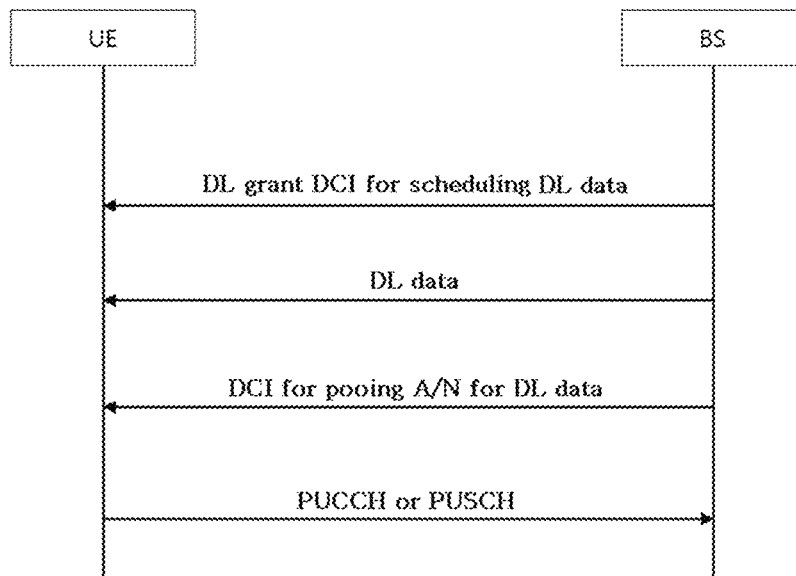 UE
BS
DL grant DCI for scheduling DL data
DL data
DCI for pooing A/N for DL data
PUCCH or PUSCH